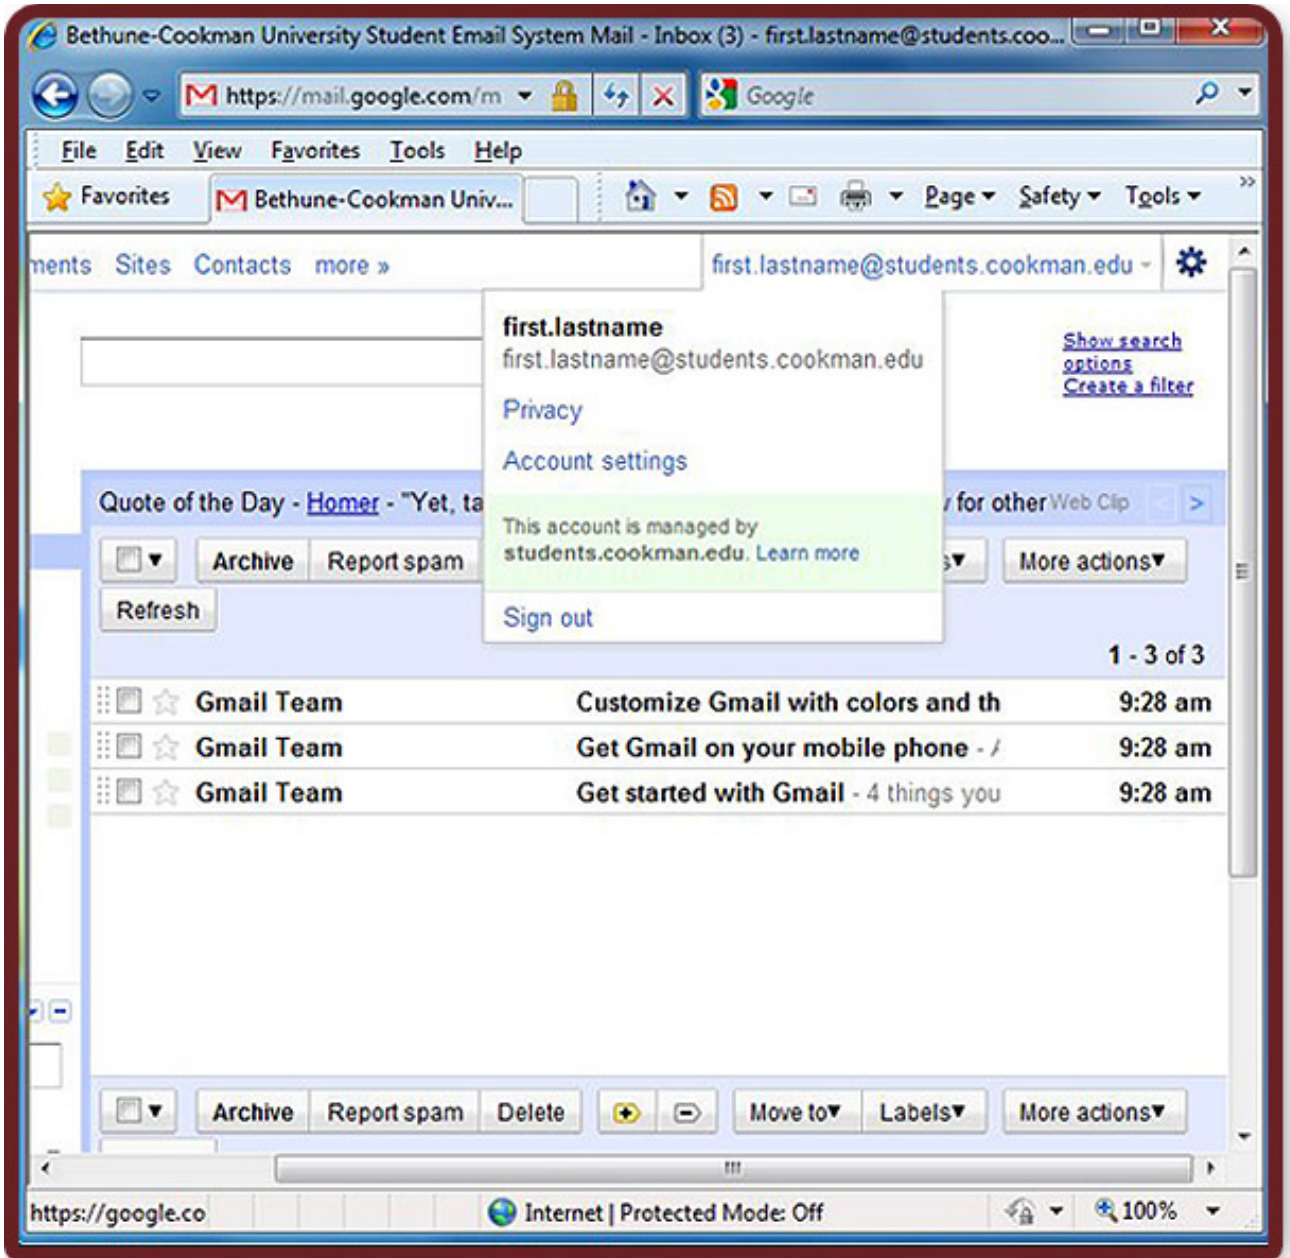 Bethune-Cookman University Student Email System Mail - Inbox (3) - first.lastname@students.coo...
https://mail.google.com/m
Google
File Edit View Favorites Tools Help
Favorites
Bethune-Cookman Univ...
Page Safety Tools
ments Sites Contacts more »
first.lastname@students.cookman.edu
first.lastname
first.lastname@students.cookman.edu
Show search
options
Create a filter
Privacy
Account settings
Quote of the Day - Homer - "Yet, ta
for other Web Clip
This account is managed by
students.cookman.edu. Learn more
Archive Report spam
More actions
Refresh
Sign out
1 - 3 of 3
Gmail Team Customize Gmail with colors and th 9:28 am
Gmail Team Get Gmail on your mobile phone - 9:28 am
Gmail Team Get started with Gmail - 4 things you 9:28 am
Archive Report spam Delete Move to Labels More actions
https://google.co
Internet | Protected Mode: Off
100%